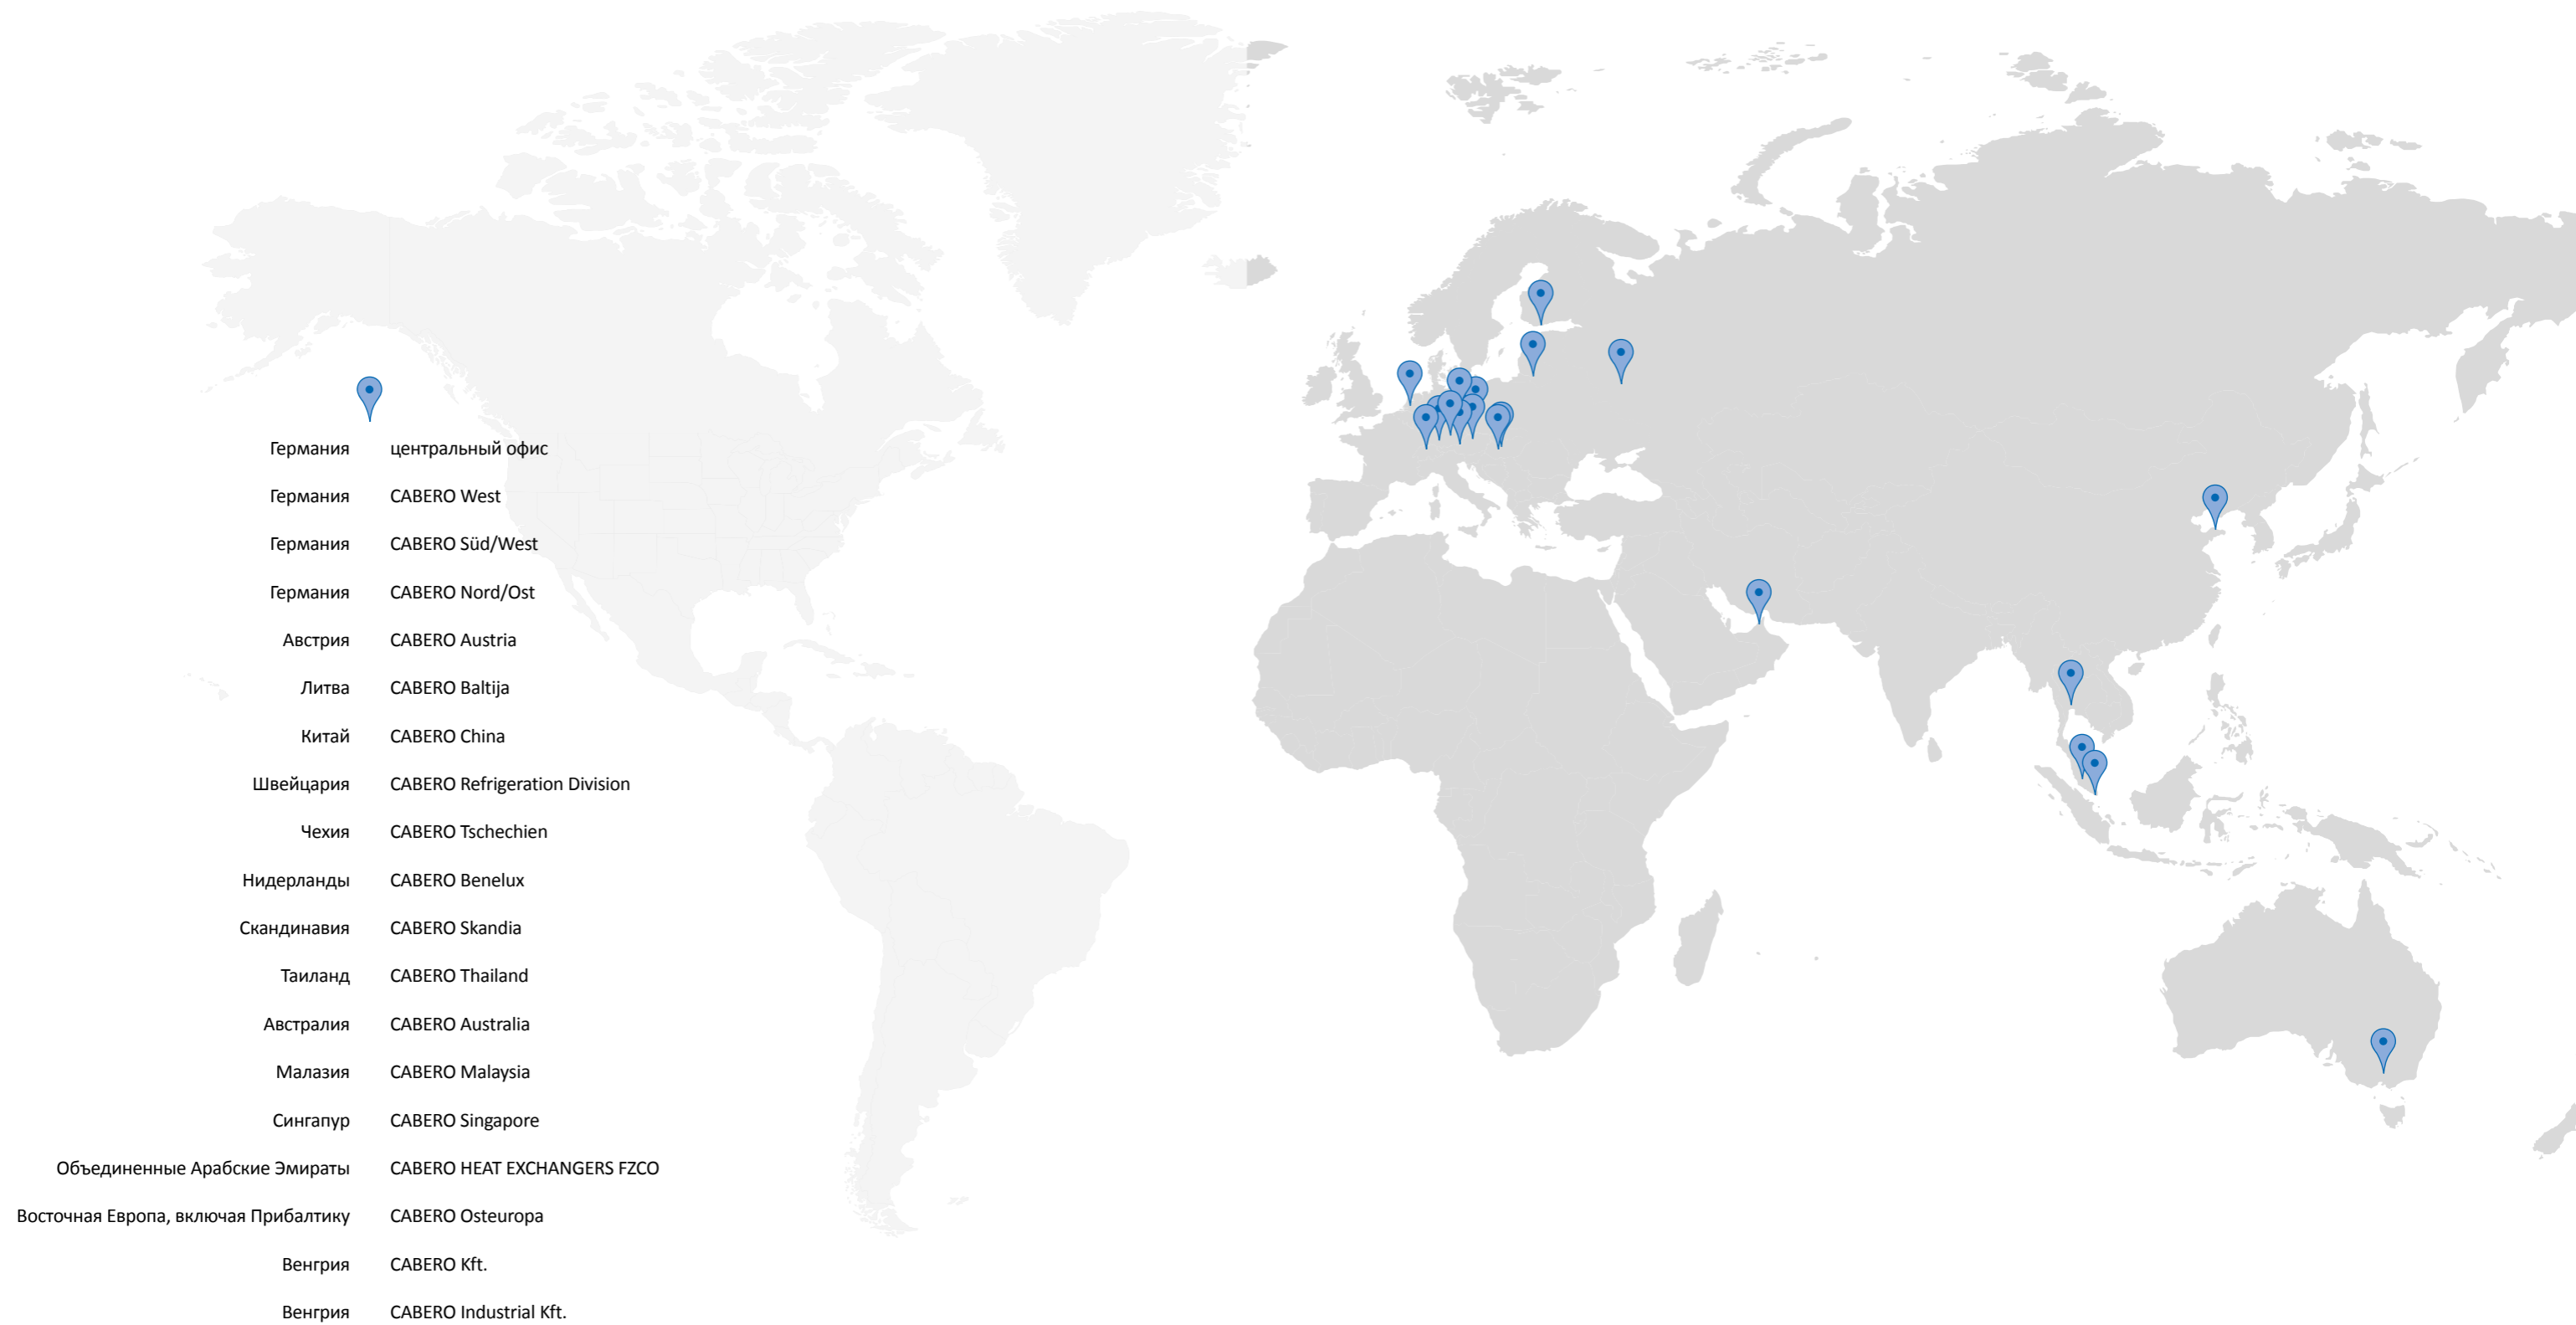 Германия центральный офис
Германия CABERO West
Германия CABERO Süd/West
Германия CABERO Nord/Ost
Австрия CABERO Austria
Литва CABERO Baltija
Китай CABERO China
Швейцария CABERO Refrigeration Division
Чехия CABERO Tschechien
Нидерланды CABERO Benelux
Скандинавия CABERO Skandia
Таиланд CABERO Thailand
Австралия CABERO Australia
Малазия CABERO Malaysia
Сингапур CABERO Singapore
Объединенные Арабские Эмираты CABERO HEAT EXCHANGERS FZCO
Восточная Европа, включая Прибалтику CABERO Osteuropa
Венгрия CABERO Kft.
Венгрия CABERO Industrial Kft.